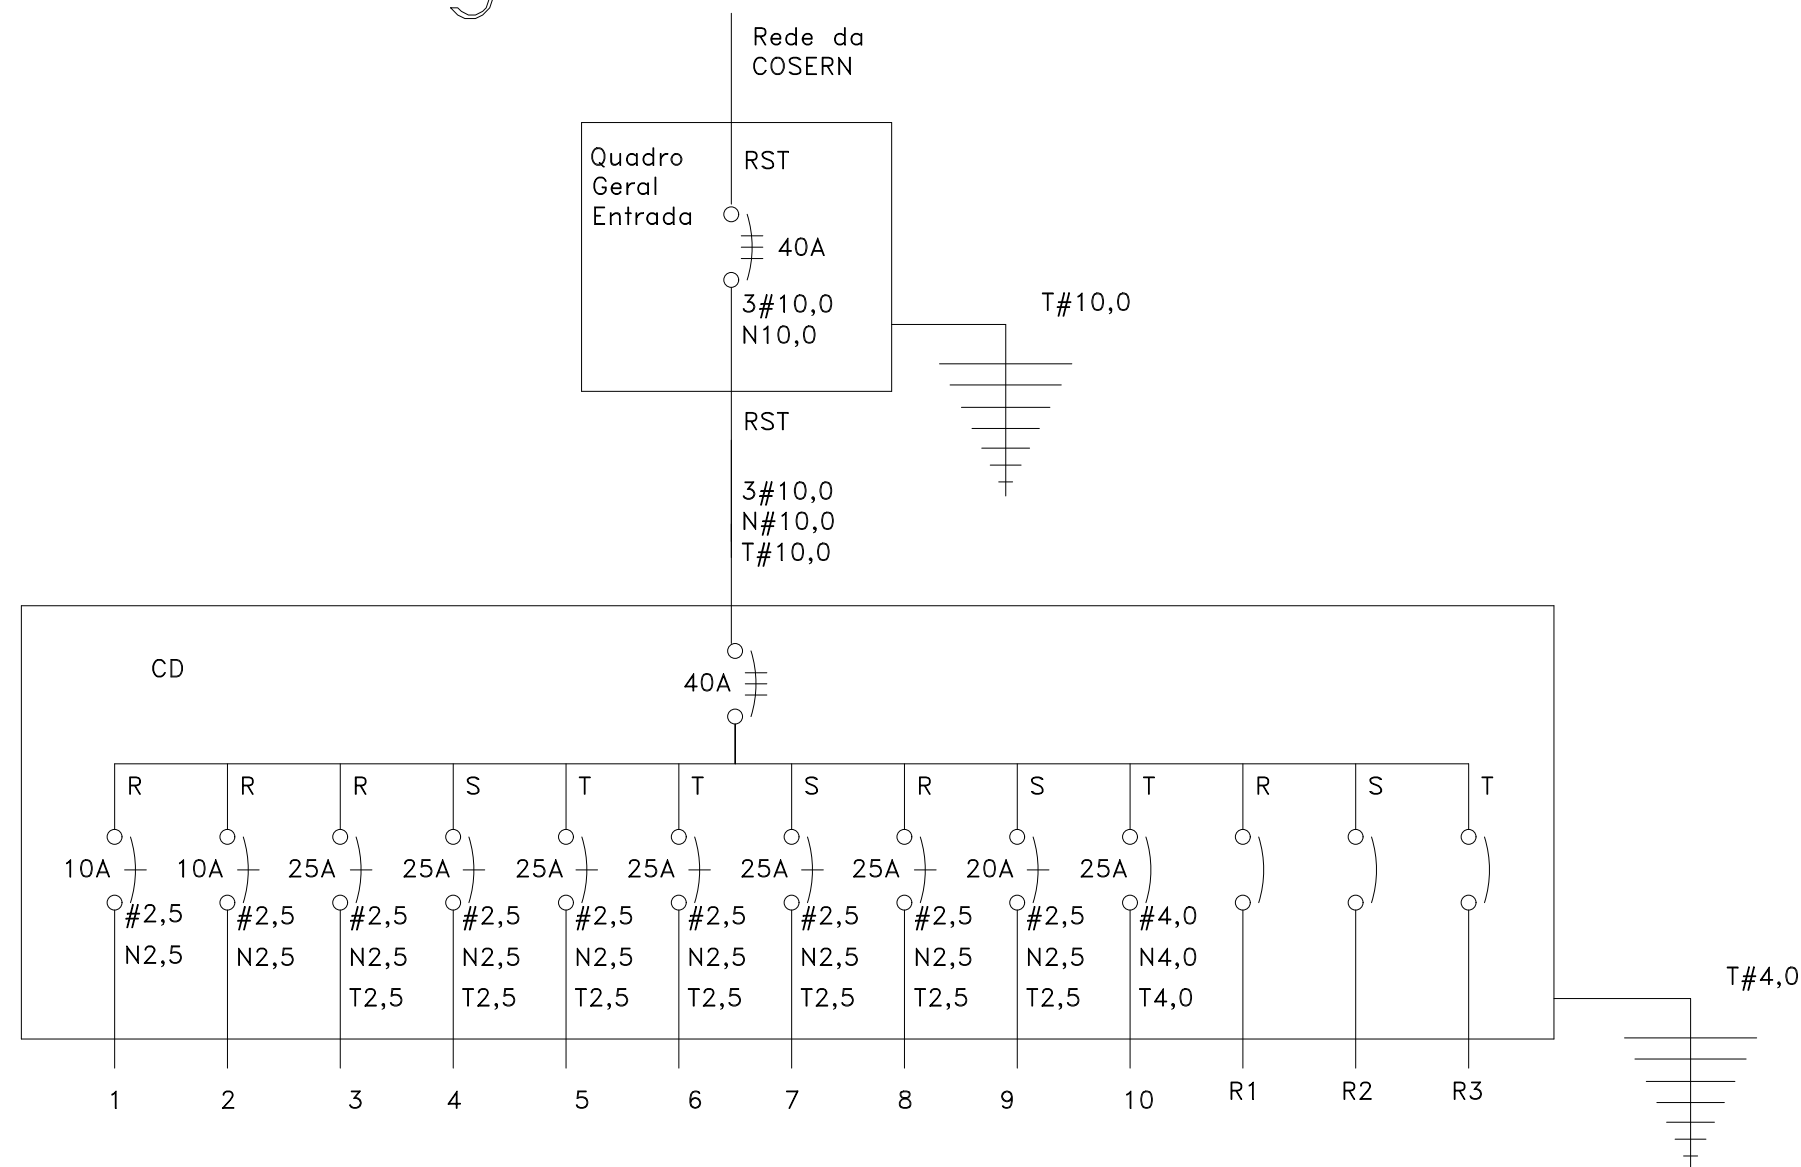 Rede da
COSERN
Quadro
Geral
Entrada
RST
40A
3#10,0
N10,0
T#10,0
RST
3#10,0
N#10,0
T#10,0
CD
40A
R R R S T T S R S T R S T
10A 10A 25A 25A 25A 25A 25A 25A 20A 25A
#2,5 #2,5 #2,5 #2,5 #2,5 #2,5 #2,5 #2,5 #2,5 #4,0
N2,5 N2,5 N2,5 N2,5 N2,5 N2,5 N2,5 N2,5 N2,5 N4,0
T2,5 T2,5 T2,5 T2,5 T2,5 T2,5 T2,5 T4,0
T#4,0
1 2 3 4 5 6 7 8 9 10 R1 R2 R3